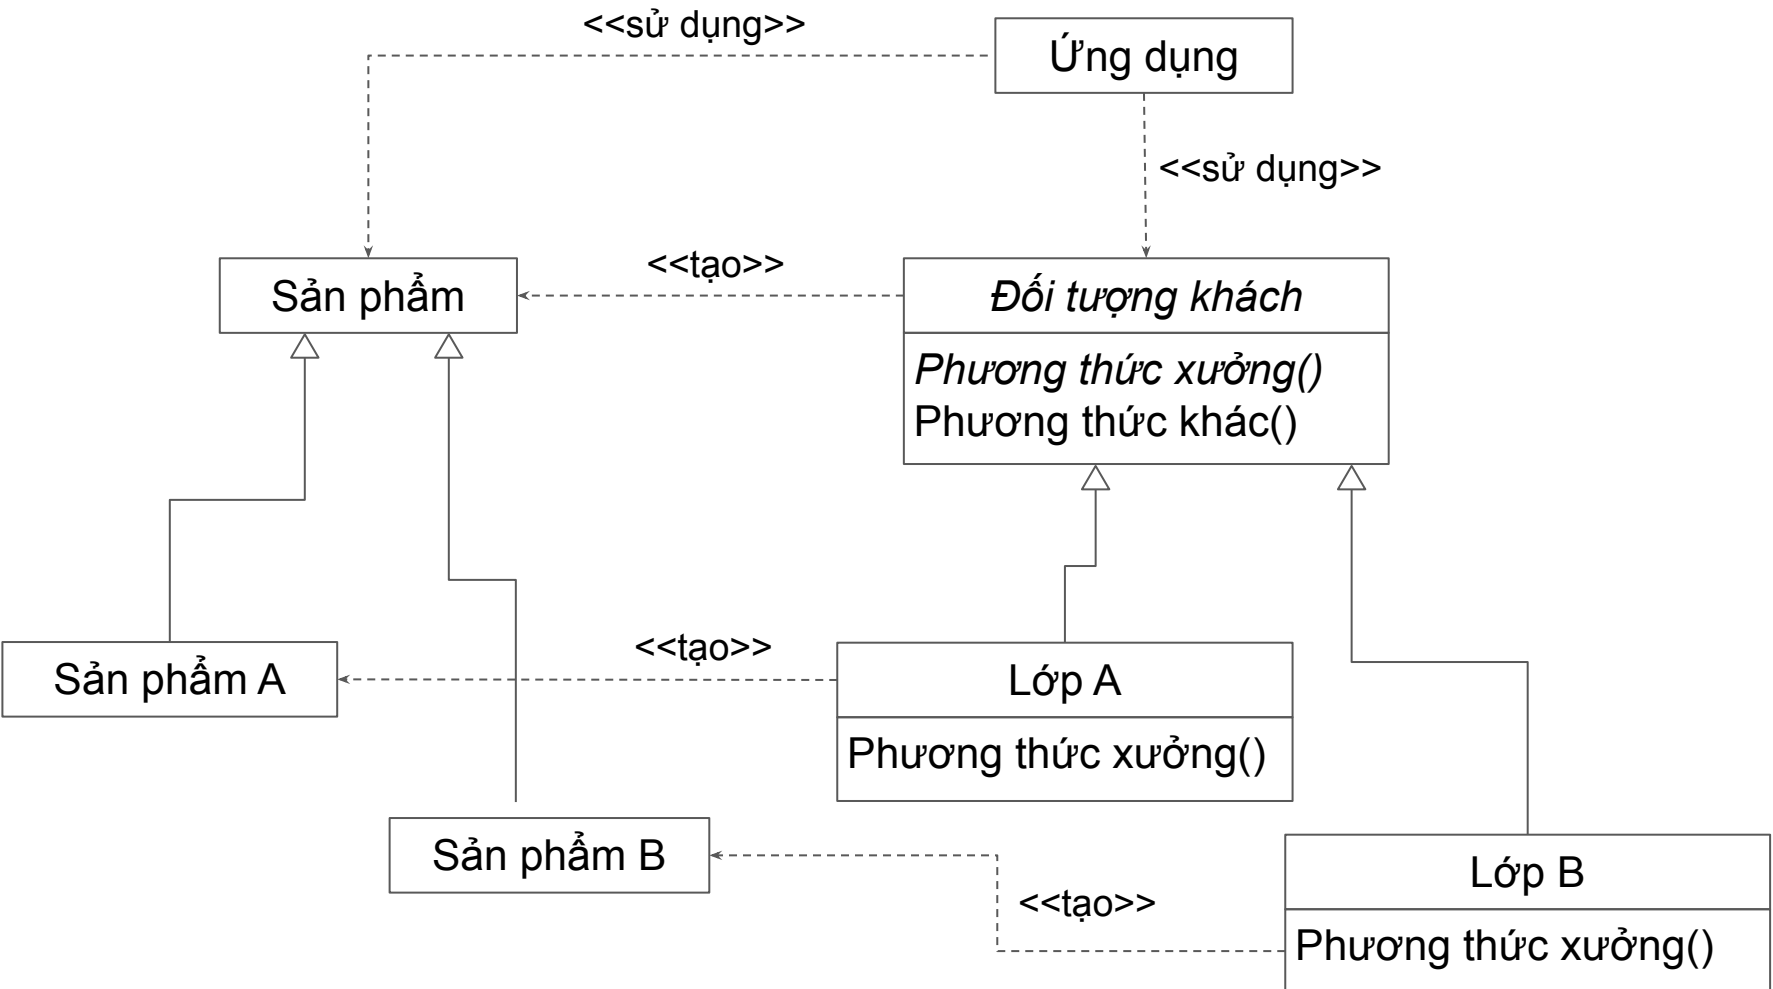 <<sử dụng>>
Ứng dụng
<<sử dụng>>
<<tạo>>
Sản phẩm
Đối tượng khách
Phương thức xưởng()
Phương thức khác()
<<tạo>>
Sản phẩm A
Lớp A
Phương thức xưởng()
Sản phẩm B
Lớp B
<<tạo>>
Phương thức xưởng()